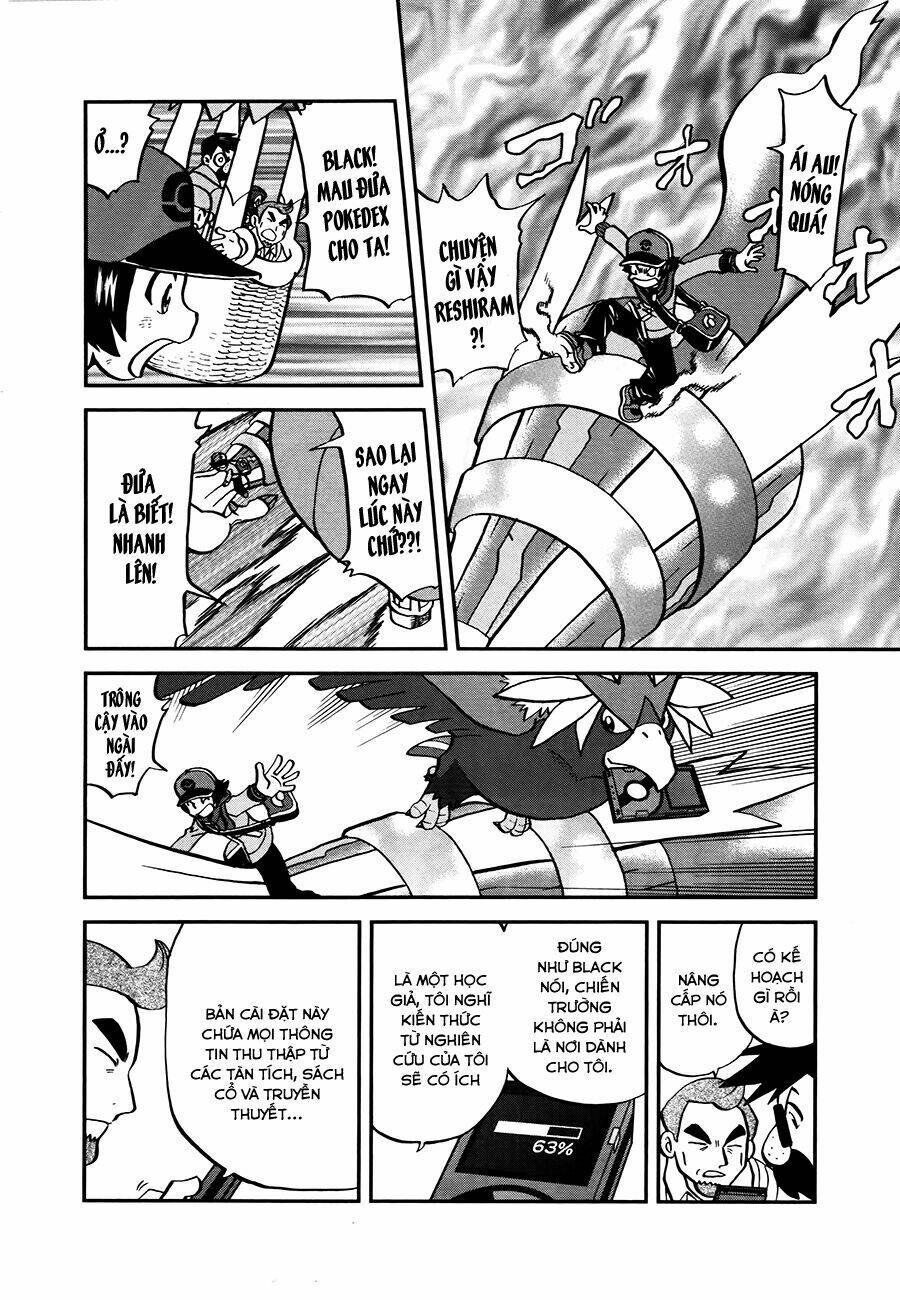 ÁI AU!
NÓNG
QUÁ!
CHUYỆN
GÌ VẬY
RESHIRAM
?!
ゴオオオオ
BLACK!
MAU ĐƯA
POKEDEX
CHO TA!
Ở...?
SAO LẠI
NGAY
LÚC NÀY
CHỨ??!
ĐƯA
LÀ BIẾT!
NHANH
LÊN!
TRÔNG
CẬY VÀO
NGÀI
ĐẤY!
CÓ KẾ
HOẠCH
GÌ RỒI
À?
NÂNG
CẤP NÓ
THÔI.
ĐÚNG
NHƯ BLACK
NÓI, CHIẾN
TRƯỜNG
KHÔNG PHẢI
LÀ NƠI DÀNH
CHO TÔI.
LÀ MỘT HỌC
GIẢ, TÔI NGHĨ
KIẾN THỨC
TỪ NGHIÊN
CỨU CỦA TÔI
SẼ CÓ ÍCH
63%
BẢN CÀI ĐẶT NÀY
CHỨA MỌI THÔNG
TIN THU THẬP TỪ
CÁC TÀN TÍCH, SÁCH
CỔ VÀ TRUYỀN
THUYẾT...